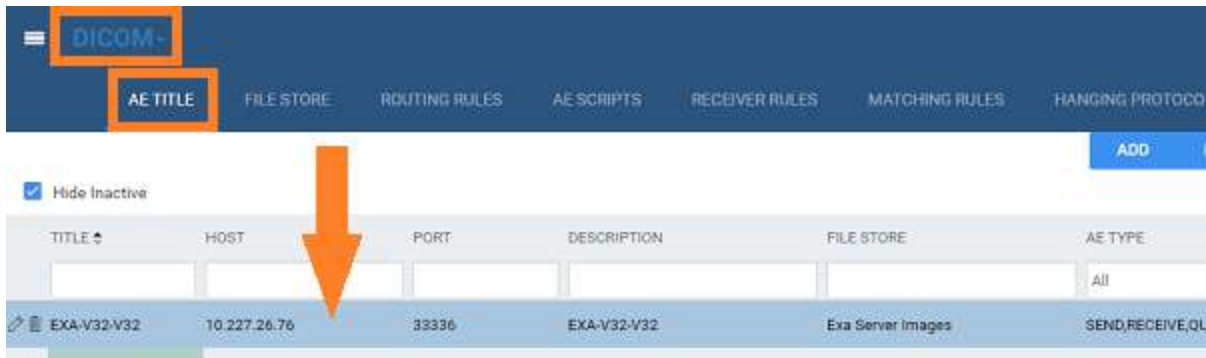 DICOM-
AE TITLE FILE STORE ROUTING RULES AE SCRIPTS RECEIVER RULES MATCHING RULES HANGING PROTOCO
ADD
Hide Inactive
TITLE HOST PORT DESCRIPTION FILE STORE AE TYPE
All
EXA-V32-V32 10.227.26.76 33336 EXA-V32-V32 Exa Server Images SEND,RECEIVE,QU